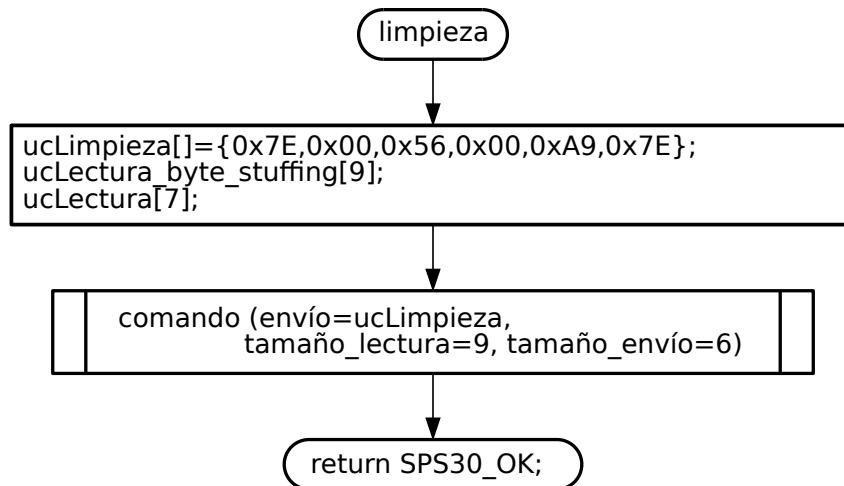 limpieza
ucLimpieza[]={0x7E,0x00,0x56,0x00,0xA9,0x7E};
ucLectura_byte_stuffing[9];
ucLectura[7];
comando (envío=ucLimpieza,
tamaño_lectura=9, tamaño_envío=6)
return SPS30_OK;